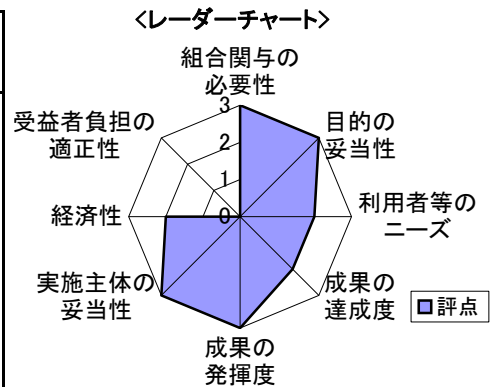 <レーダーチャート>
組合関与の
必要性
目的の
妥当性
利用者等の
ニーズ
成果の
達成度
成果の
発揮度
実施主体の
妥当性
経済性
受益者負担の
適正性
3
2
1
0
評点